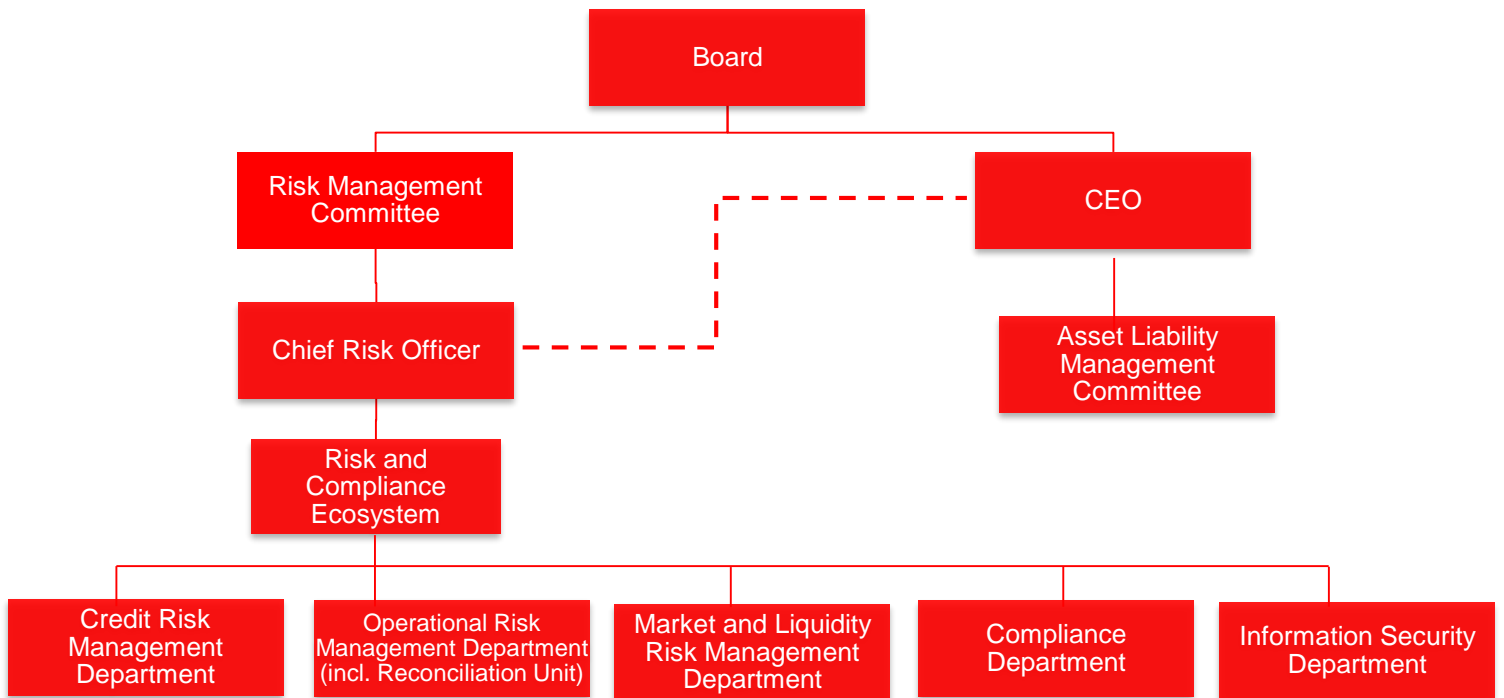 Board
Risk Management
Committee
CEO
Chief Risk Officer
Asset Liability
Management
Committee
Risk and
Compliance
Ecosystem
Credit Risk
Management
Department
Operational Risk
Management Department
(incl. Reconciliation Unit)
Market and Liquidity
Risk Management
Department
Compliance
Department
Information Security
Department